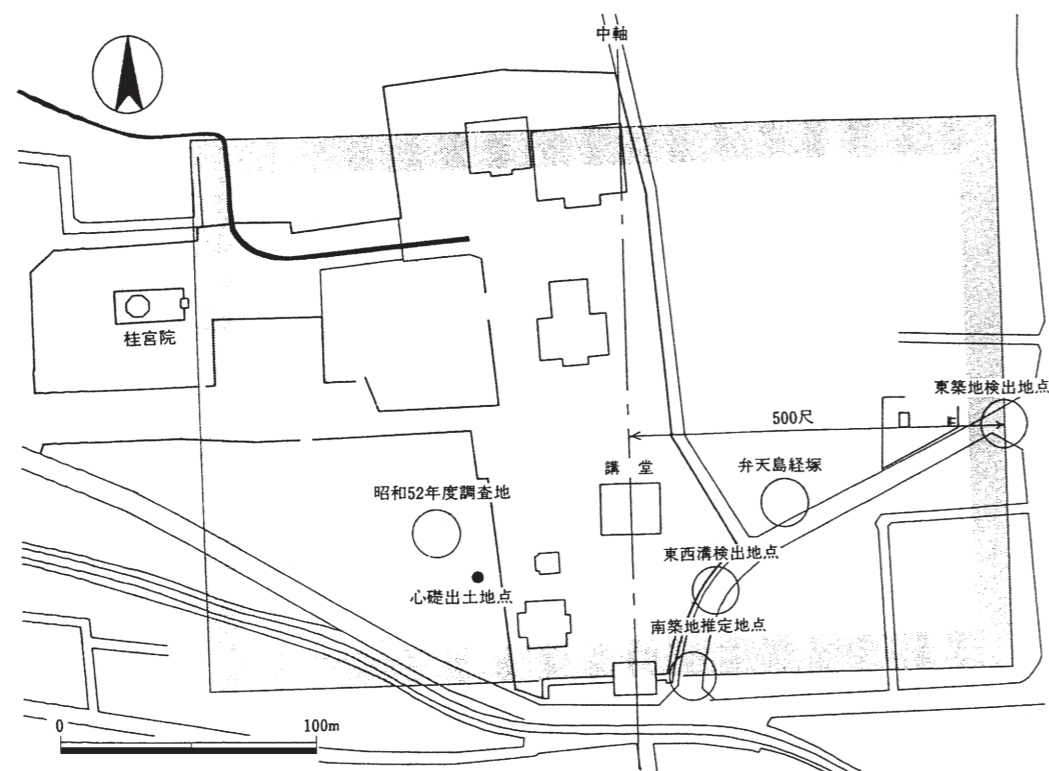 中軸
桂宮院
東築地検出地点
500尺
講堂
弁天島経塚
昭和52年度調査地
東西溝検出地点
心礎出土地点
南築地推定地点
0
100m